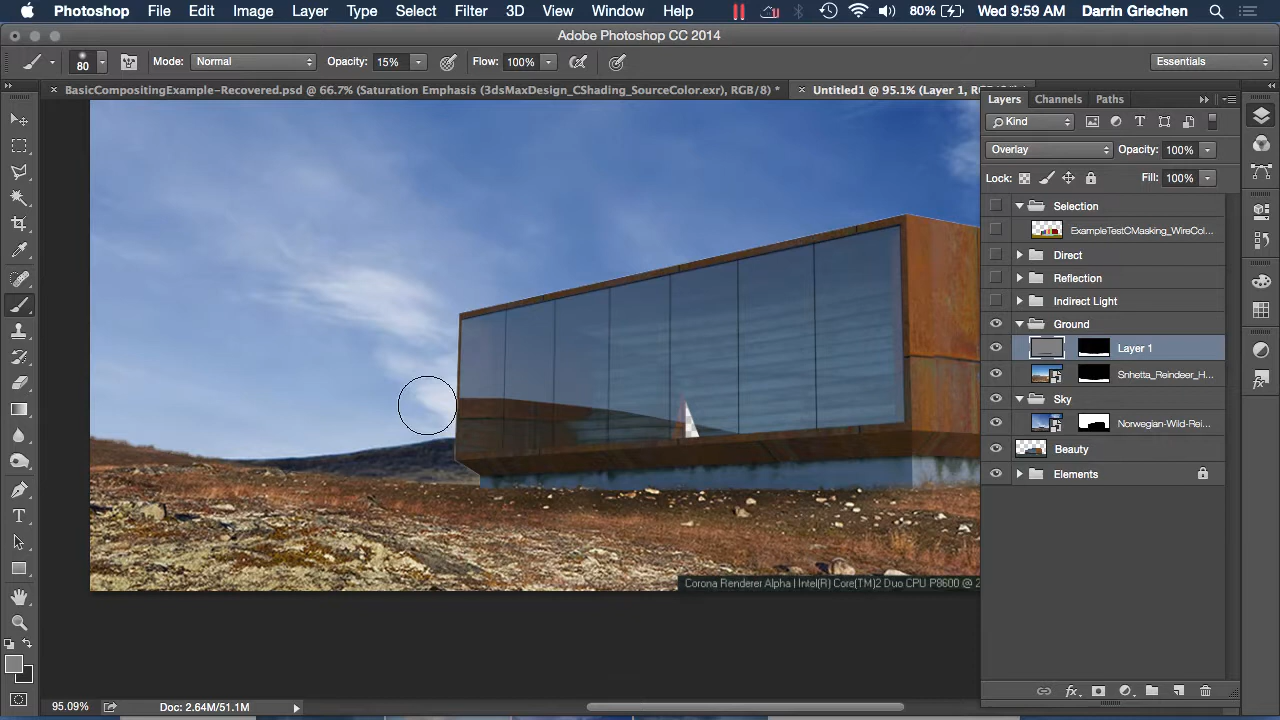 Photoshop File Edit Image Layer Type Select Filter 3D View Window Help 80% Wed 9:59 AM Darrin Griechen
Adobe Photoshop CC 2014
80 Mode: Normal Opacity: 15% Flow: 100% Essentials
BasicCompositingExample-Recovered.psd @ 66.7% (Saturation Emphasis (3dsMaxDesign_CShading_SourceColor.exr), RGB/8) *
Untitled1 @ 95.1% (Layer 1, RGB/8) *
Layers Channels Paths
Kind
Overlay Opacity: 100%
Lock: Fill: 100%
Selection
ExampleTestCMasking_WireCol...
Direct
Reflection
Indirect Light
Ground
Layer 1
Snhetta_Reindeer_H...
Sky
Norwegian-Wild-Rei...
Beauty
Elements
Corona Renderer Alpha | Intel(R) Core(TM)2 Duo CPU P8600 @ 2
95.09% Doc: 2.64M/51.1M